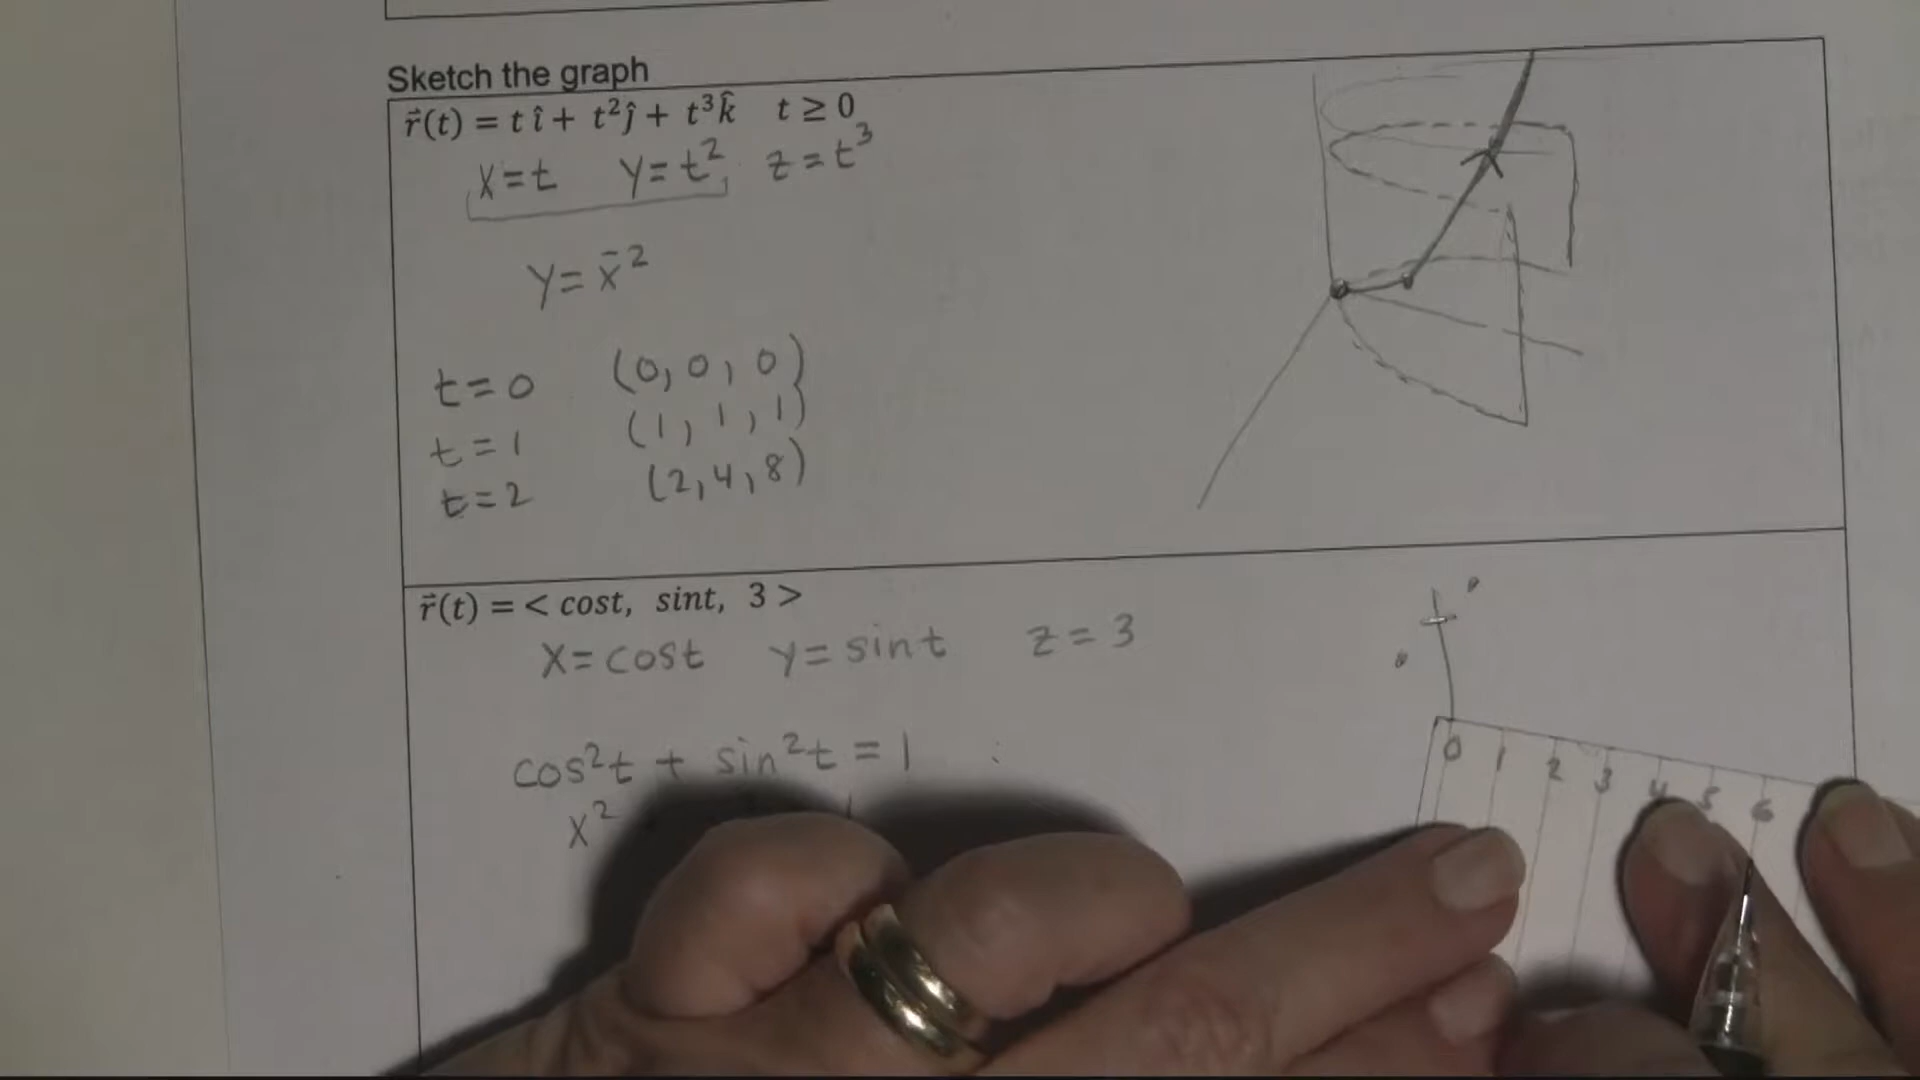 Sketch the graph
r⃗(t) = t î + t²ĵ + t³k̂   t ≥ 0
x=t   y=t²   z=t³
y=x̄²
t=0   (0, 0, 0)
t=1   (1, 1, 1)
t=2   (2, 4, 8)
r⃗(t) = < cost, sint, 3 >
x=cost   y=sint   z=3
cos²t + sin²t = 1
x²
0 1 2 3 4 5 6